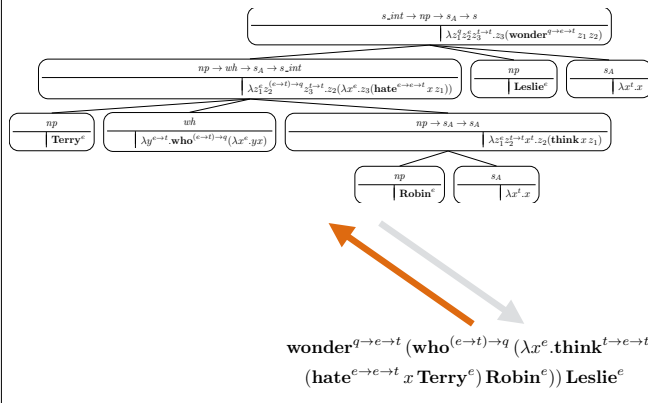 s_int → np → s_A → s
λz₁^q z₂^e z₃^{t→t}.z₃(wonder^{q→e→t} z₁ z₂)
np → wh → s_A → s_int
λz₁^e z₂^{(e→t)→q} z₃^{t→t}.z₂(λx^e.z₃(hate^{e→e→t} x z₁))
np
Leslie^e
s_A
λx^t.x
np
Terry^e
wh
λy^{e→t}.who^{(e→t)→q}(λx^e.yx)
np → s_A → s_A
λz₁^e z₂^{t→t} x^t.z₂(think x z₁)
np
Robin^e
s_A
λx^t.x
wonder^{q→e→t} (who^{(e→t)→q} (λx^e.think^{t→e→t}
(hate^{e→e→t} x Terry^e) Robin^e)) Leslie^e